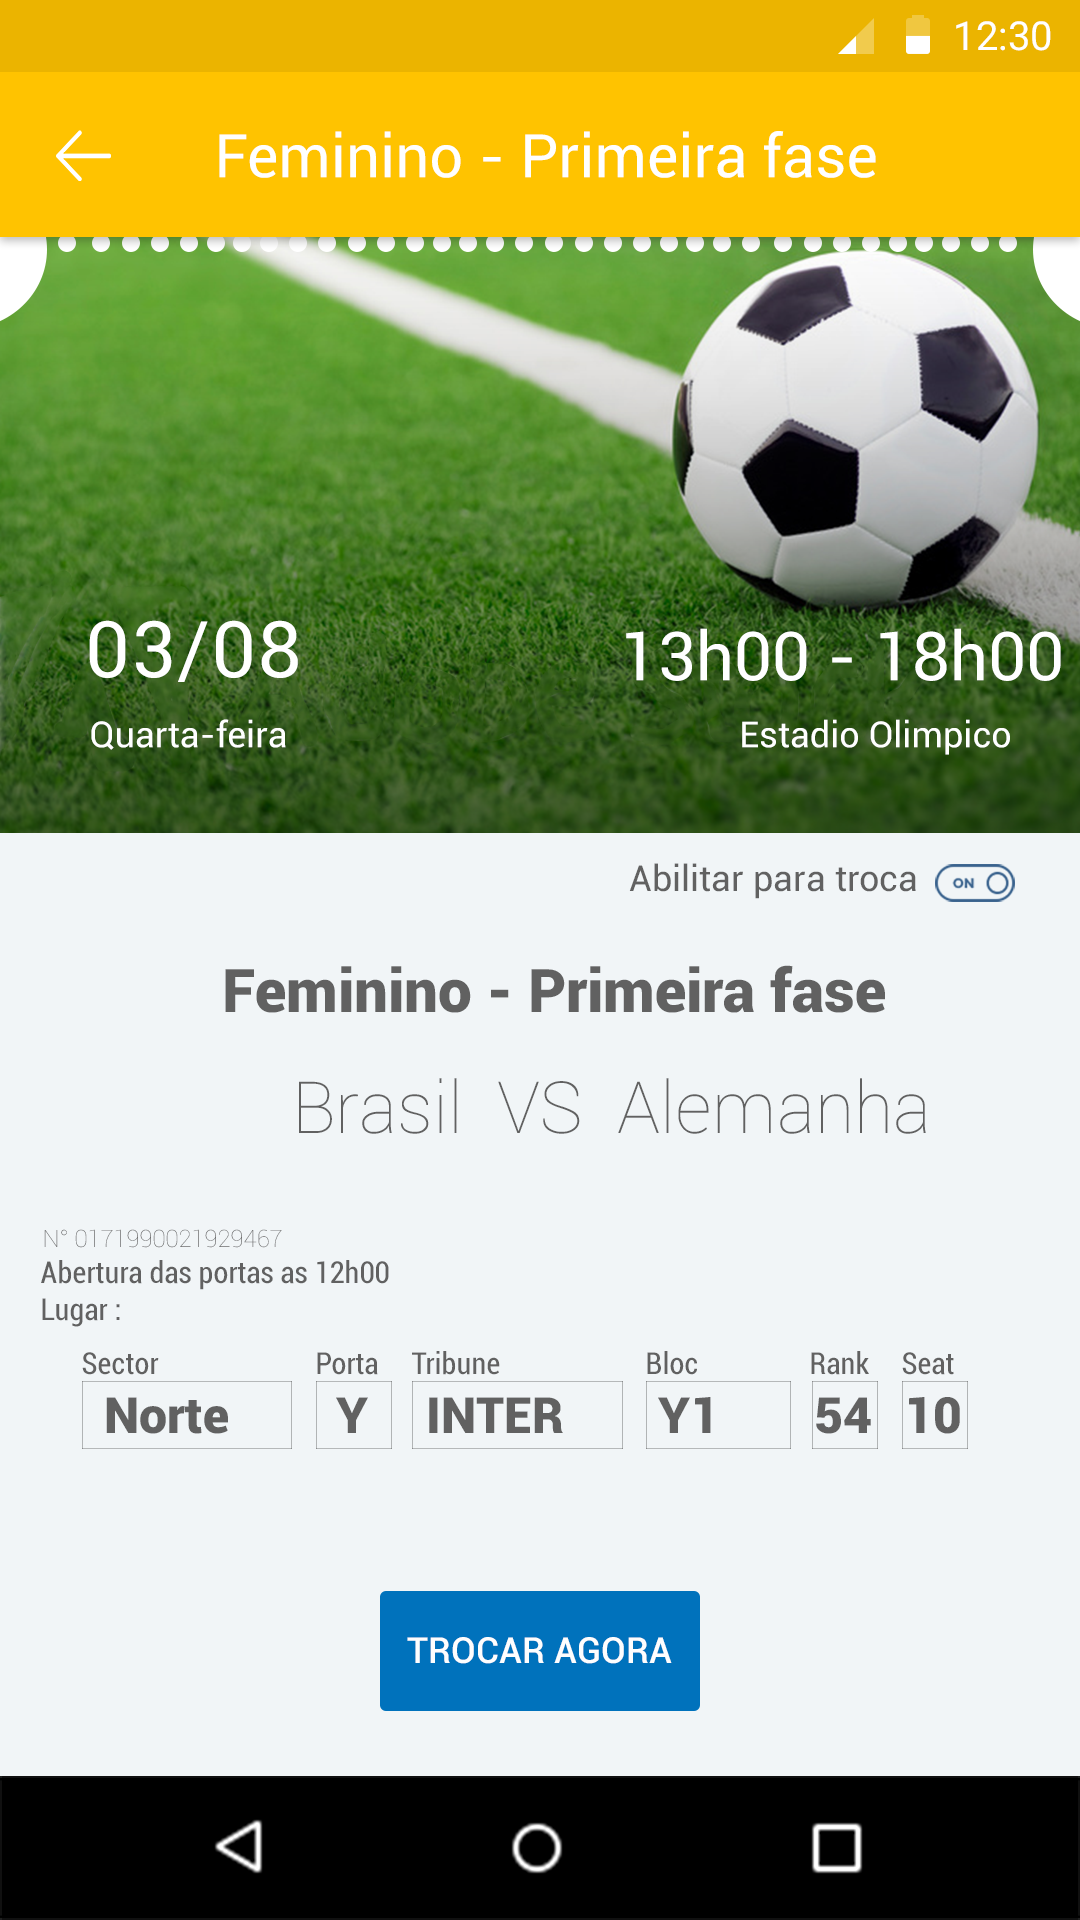 12:30
Feminino - Primeira fase
03/08
13h00 - 18h00
Quarta-feira
Estadio Olimpico
Abilitar para troca
ON
Feminino - Primeira fase
Brasil VS Alemanha
N° 0171990021929467
Abertura das portas as 12h00
Lugar :
Sector Porta Tribune Bloc Rank Seat
Norte Y INTER Y1 54 10
TROCAR AGORA